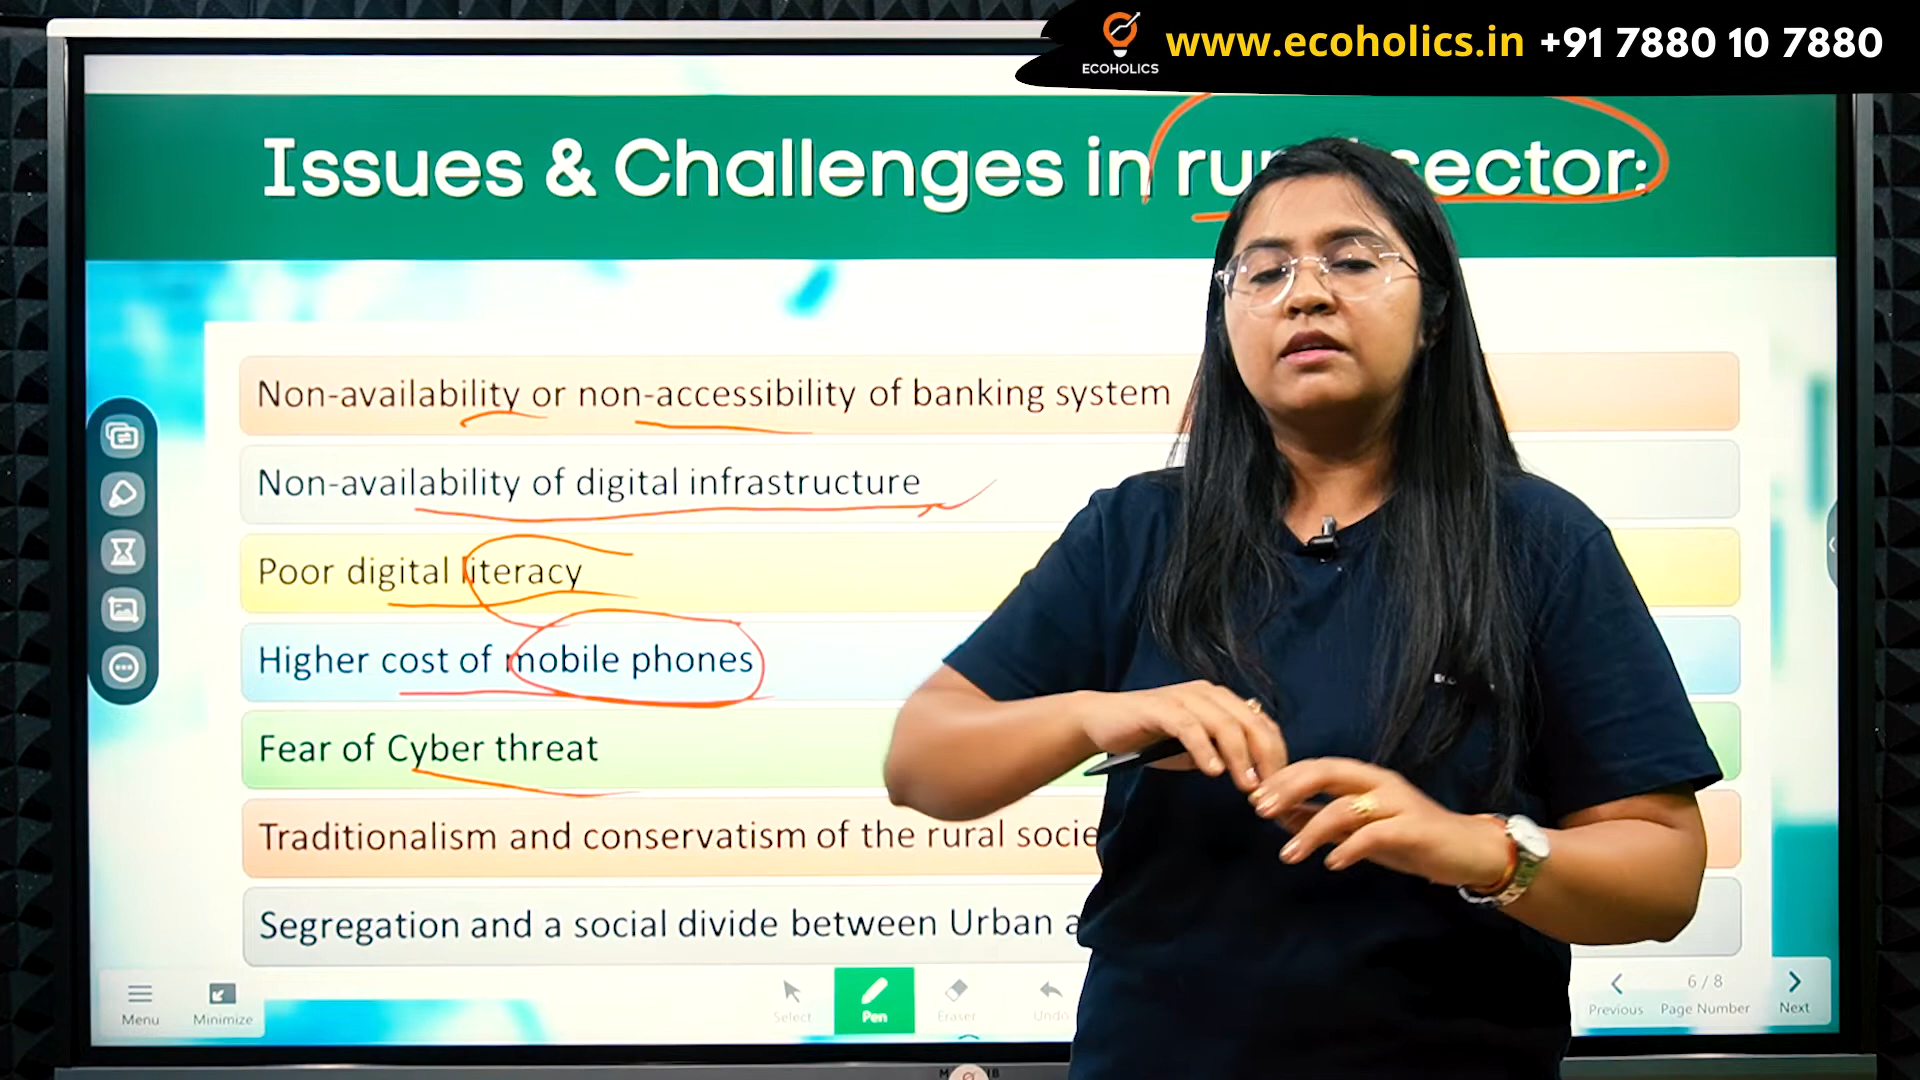 www.ecoholics.in +91 7880 10 7880
ECOHOLICS
Issues & Challenges in sector:
Non-availability or non-accessibility of banking system
Non-availability of digital infrastructure
Poor digital literacy
Higher cost of mobile phones
Fear of Cyber threat
Traditionalism and conservatism of the rural
Segregation and a social divide between Urban
Menu
Minimize
Select
Pen
Eraser
Undo
Previous
6 / 8
Page Number
Next